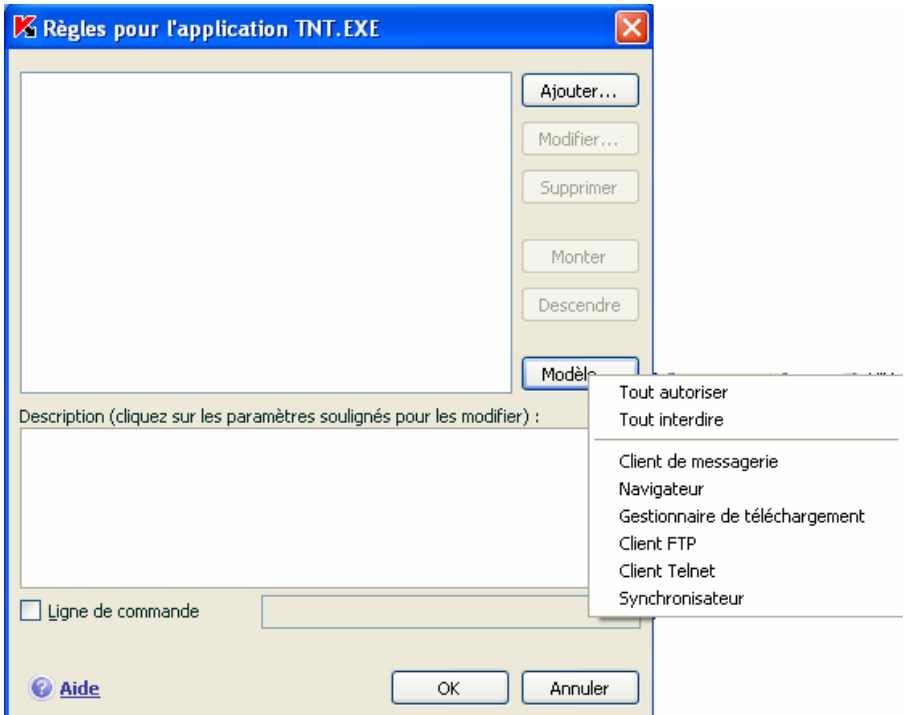 Règles pour l'application TNT.EXE
Ajouter...
Modifier...
Supprimer
Monter
Descendre
Modèle...
Tout autoriser
Tout interdire
Client de messagerie
Navigateur
Gestionnaire de téléchargement
Client FTP
Client Telnet
Synchronisateur
Description (cliquez sur les paramètres soulignés pour les modifier) :
Ligne de commande
Aide
OK
Annuler